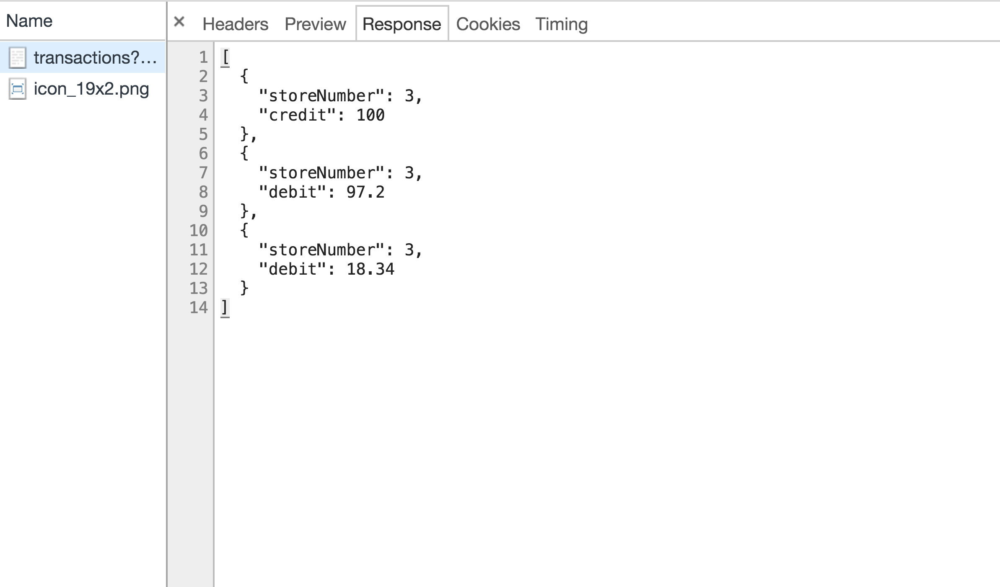 Name
× Headers Preview Response Cookies Timing
transactions?...
icon_19x2.png
1 [
2   {
3     "storeNumber": 3,
4     "credit": 100
5   },
6   {
7     "storeNumber": 3,
8     "debit": 97.2
9   },
10   {
11     "storeNumber": 3,
12     "debit": 18.34
13   }
14 ]